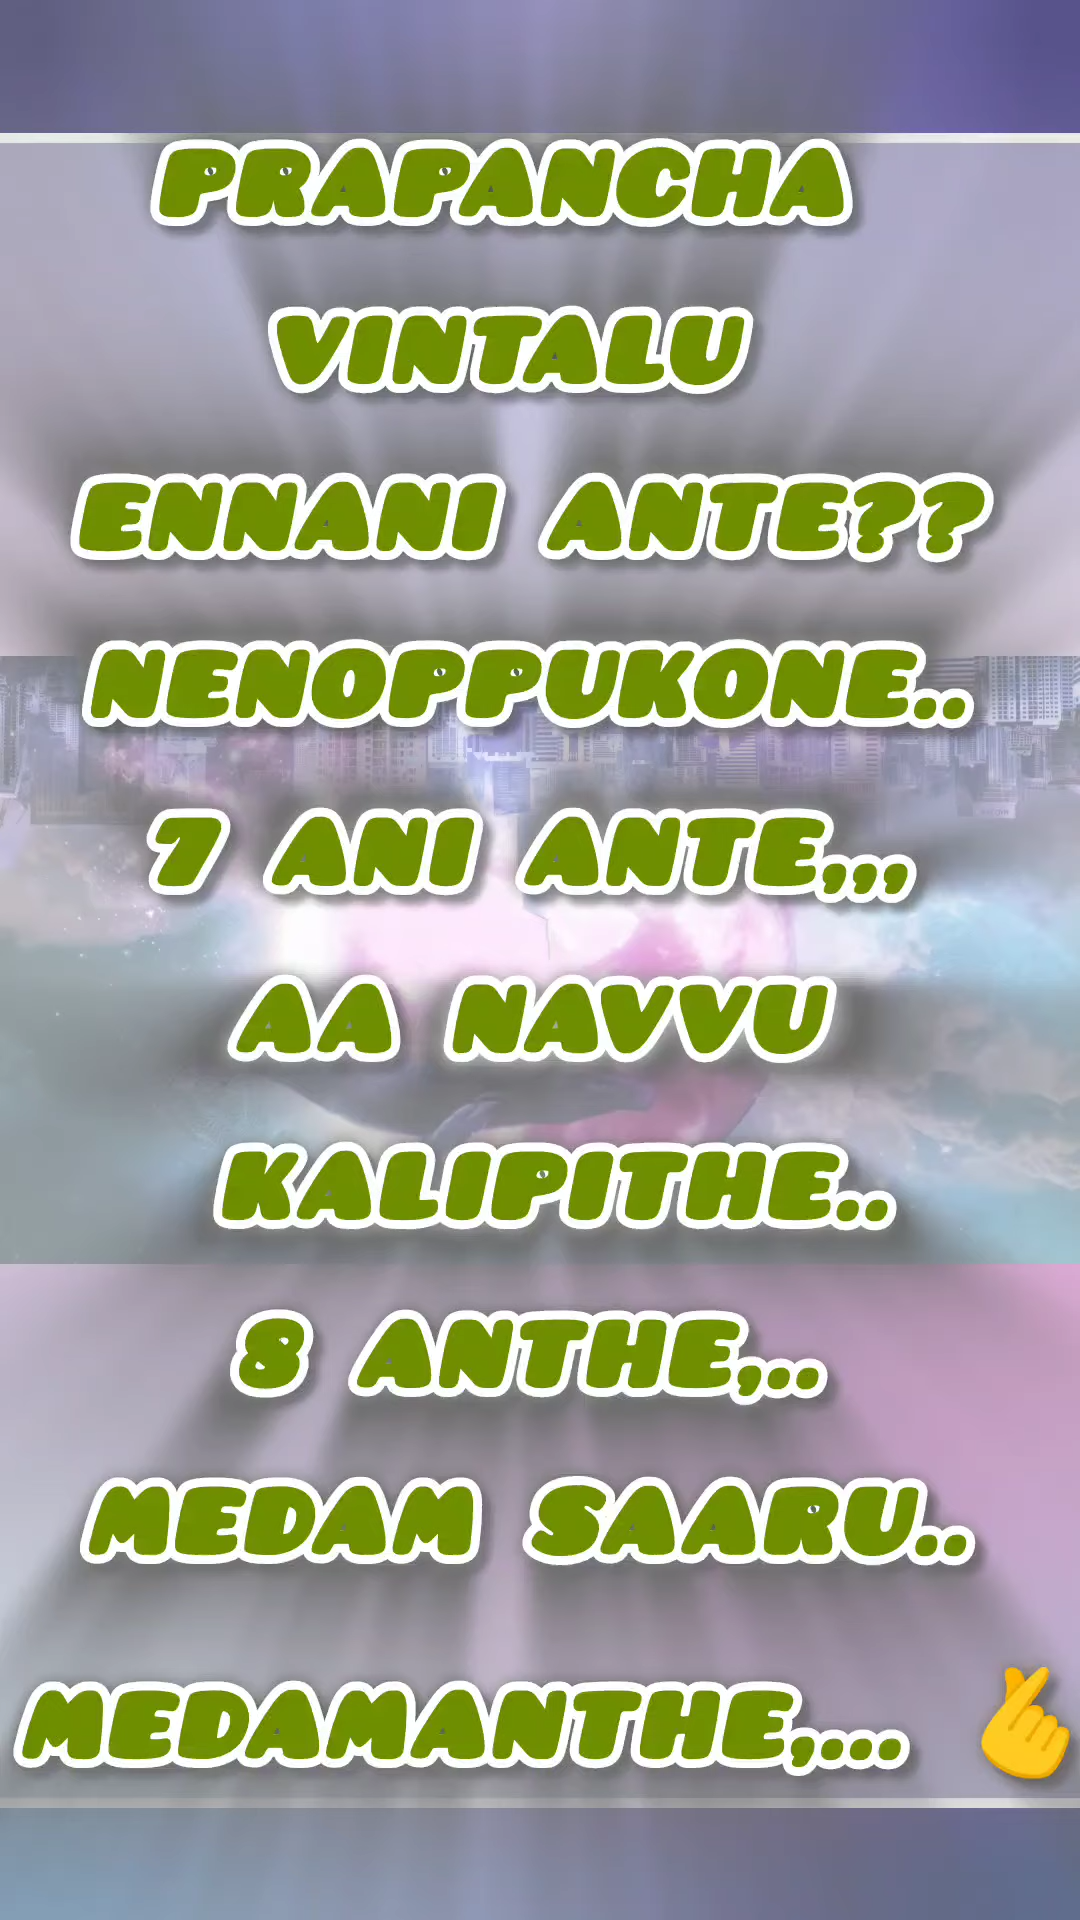 PRAPANCHA
VINTALU
ENNANI ANTE??
NENOPPUKONE..
7 ANI ANTE,,,
AA NAVVU
KALIPITHE..
8 ANTHE,..
MEDAM SAARU..
MEDAMANTHE,... 🫰